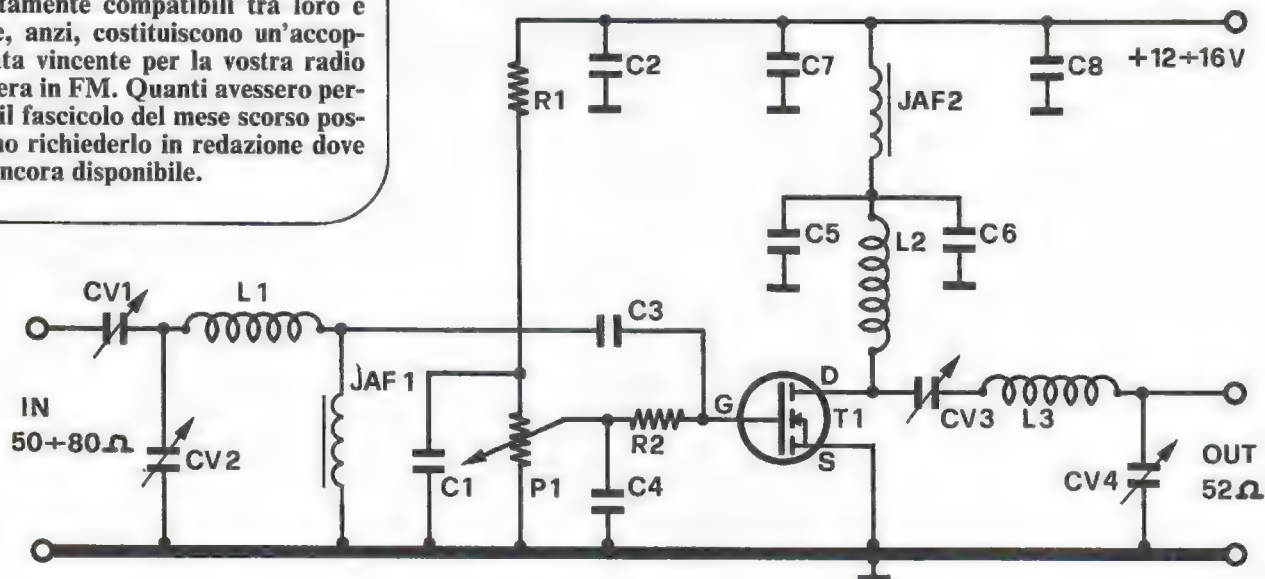 tamente compatibili tra loro e
e, anzi, costituiscono un'accop-
ata vincente per la vostra radio
era in FM. Quanti avessero per-
il fascicolo del mese scorso pos-
no richiederlo in redazione dove
ncora disponibile.
R1
C2
C7
JAF2
C8
+12÷16V
C5
L2
C6
CV1
L1
C3
JAF1
IN
50÷80Ω
CV2
C1
P1
R2
C4
G
D
T1
S
CV3
L3
CV4
OUT
52Ω